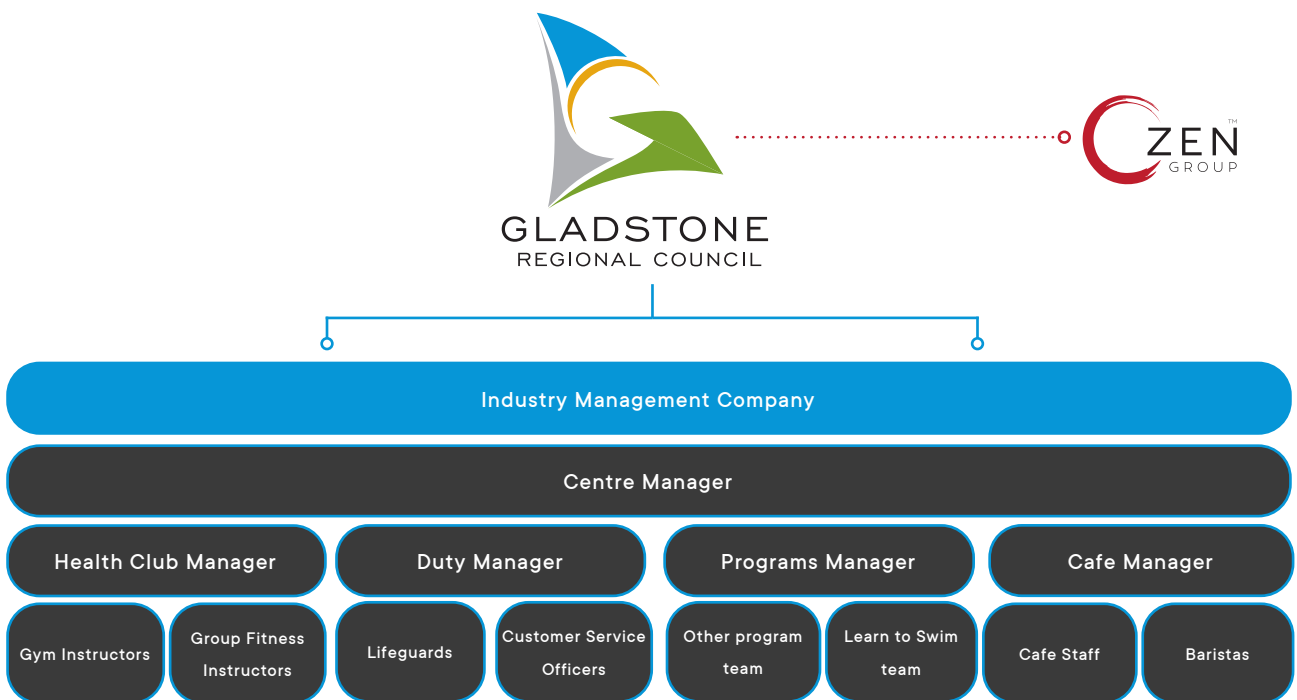 ZEN™
GROUP
GLADSTONE
REGIONAL COUNCIL
Industry Management Company
Centre Manager
Health Club Manager
Duty Manager
Programs Manager
Cafe Manager
Gym Instructors
Group Fitness
Instructors
Lifeguards
Customer Service
Officers
Other program
team
Learn to Swim
team
Cafe Staff
Baristas